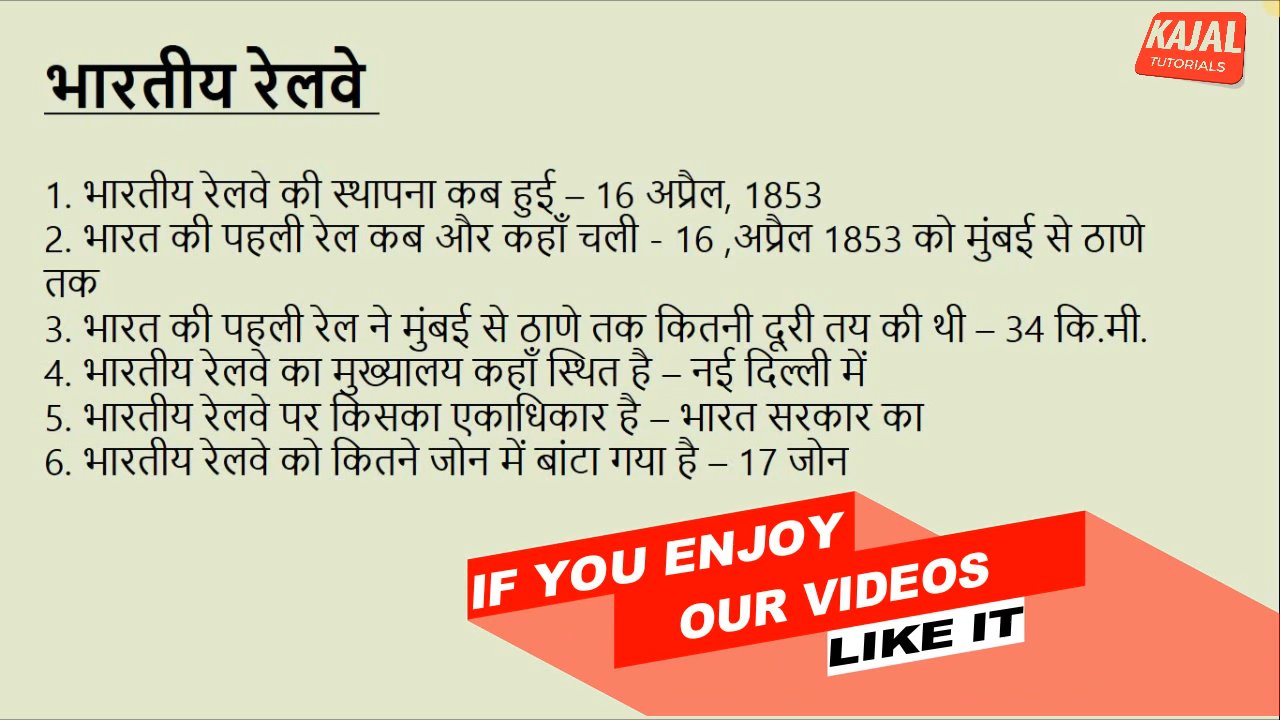 KAJAL
TUTORIALS
भारतीय रेलवे
1. भारतीय रेलवे की स्थापना कब हुई – 16 अप्रैल, 1853
2. भारत की पहली रेल कब और कहाँ चली - 16 ,अप्रैल 1853 को मुंबई से ठाणे
तक
3. भारत की पहली रेल ने मुंबई से ठाणे तक कितनी दूरी तय की थी – 34 कि.मी.
4. भारतीय रेलवे का मुख्यालय कहाँ स्थित है – नई दिल्ली में
5. भारतीय रेलवे पर किसका एकाधिकार है – भारत सरकार का
6. भारतीय रेलवे को कितने जोन में बांटा गया है – 17 जोन
IF YOU ENJOY
OUR VIDEOS
LIKE IT